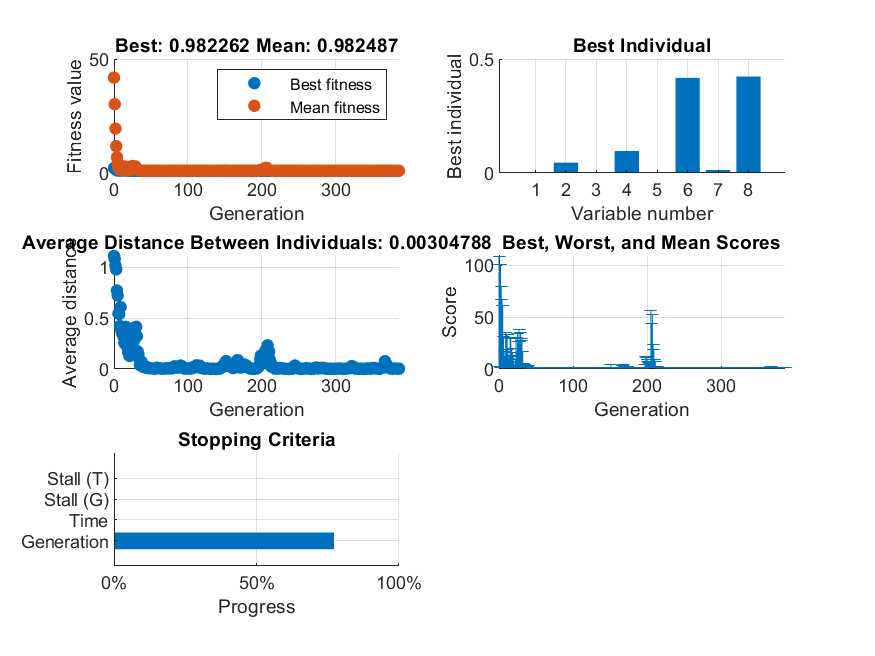 Best: 0.982262 Mean: 0.982487
Fitness value
50
0
Best fitness
Mean fitness
0 100 200 300
Generation
Best Individual
Best individual
0.5
0
1 2 3 4 5 6 7 8
Variable number
Average Distance Between Individuals: 0.00304788
Average distance
1
0.5
0
0 100 200 300
Generation
Best, Worst, and Mean Scores
Score
100
50
0
0 100 200 300
Generation
Stopping Criteria
Stall (T)
Stall (G)
Time
Generation
0% 50% 100%
Progress